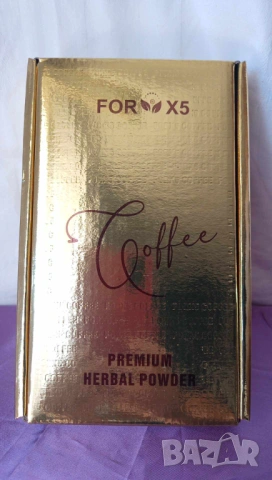 FOR X5
Coffee
PREMIUM
HERBAL POWDER
BAZAR